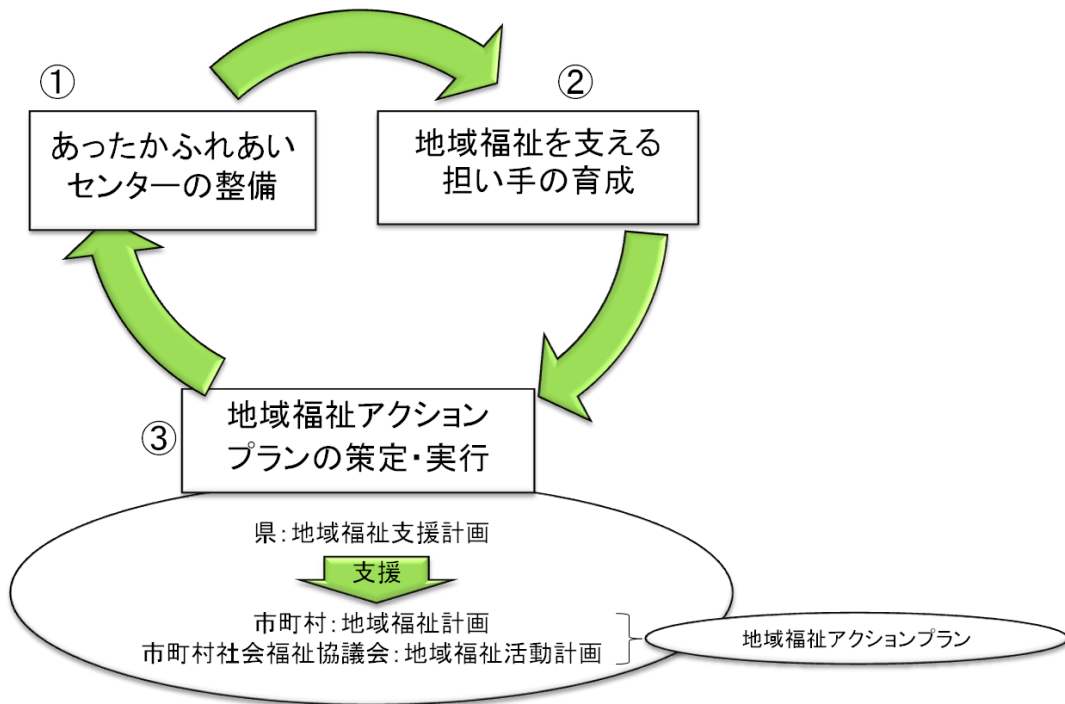 ①
あったかふれあい
センターの整備
②
地域福祉を支える
担い手の育成
③
地域福祉アクション
プランの策定・実行
県：地域福祉支援計画
支援
市町村：地域福祉計画
市町村社会福祉協議会：地域福祉活動計画
地域福祉アクションプラン